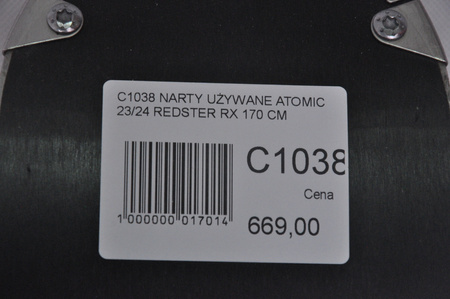 C1038 NARTY UŻYWANE ATOMIC
23/24 REDSTER RX 170 CM
C1038
Cena
669,00
1 000000 017014